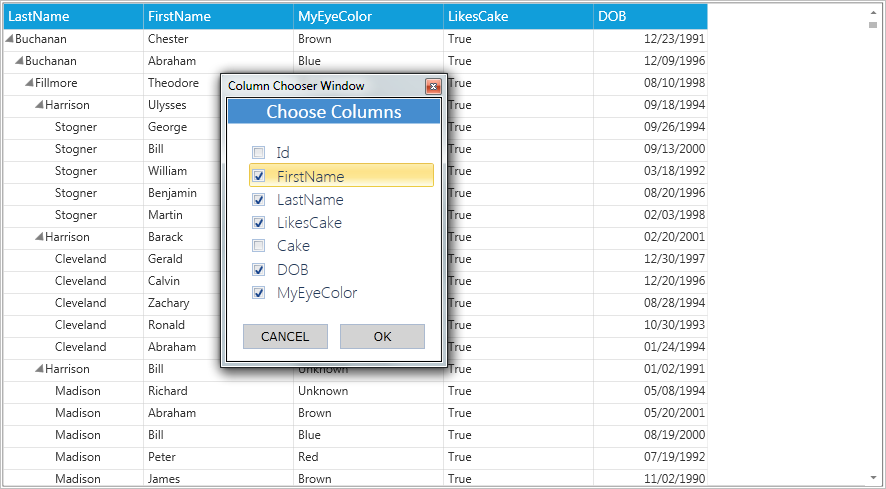 LastName FirstName MyEyeColor LikesCake DOB
Buchanan Chester Brown True 12/23/1991
Buchanan Abraham Blue True 12/09/1996
Fillmore Theodore True 08/10/1998
Column Chooser Window
Choose Columns
Id
FirstName
LastName
LikesCake
Cake
DOB
MyEyeColor
CANCEL OK
Harrison Ulysses True 09/18/1994
Stogner George True 09/26/1994
Stogner Bill True 09/13/2000
Stogner William True 03/18/1992
Stogner Benjamin True 08/20/1996
Stogner Martin True 02/03/1998
Harrison Barack True 02/20/2001
Cleveland Gerald True 12/30/1997
Cleveland Calvin True 12/20/1996
Cleveland Zachary True 08/28/1994
Cleveland Ronald True 10/30/1993
Cleveland Abraham True 01/24/1994
Harrison Bill Unknown True 01/02/1991
Madison Richard Unknown True 05/08/1994
Madison Abraham Brown True 05/20/2001
Madison Bill Blue True 08/19/2000
Madison Peter Red True 07/19/1992
Madison James Brown True 11/02/1990